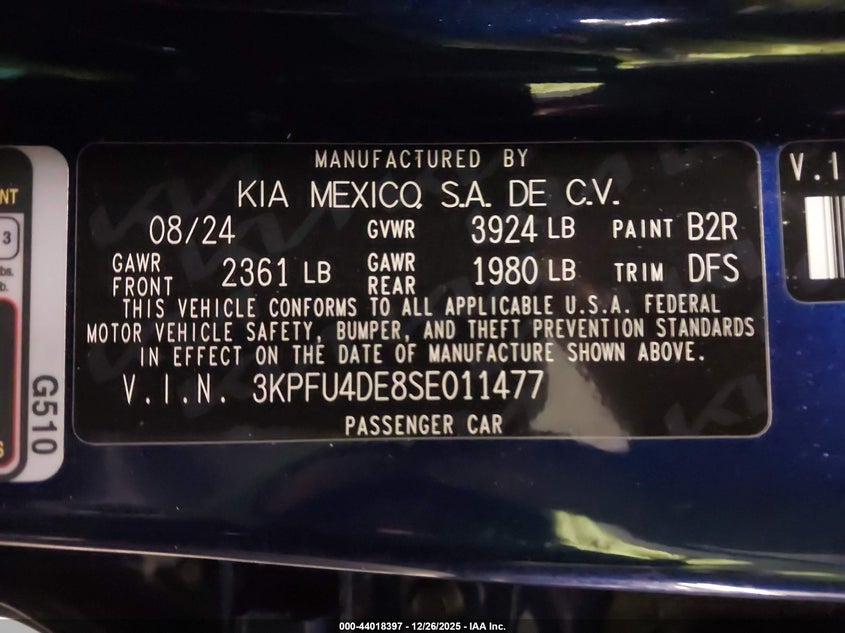 MANUFACTURED BY
KIA MEXICO, S.A. DE C.V.
08/24 GVWR 3924 LB PAINT B2R
GAWR FRONT 2361 LB GAWR REAR 1980 LB TRIM DFS
THIS VEHICLE CONFORMS TO ALL APPLICABLE U.S.A. FEDERAL
MOTOR VEHICLE SAFETY, BUMPER, AND THEFT PREVENTION STANDARDS
IN EFFECT ON THE DATE OF MANUFACTURE SHOWN ABOVE.
V.I.N. 3KPFU4DE8SE011477
PASSENGER CAR
G510
3
V.I
000-44018397 - 12/26/2025 - IAA Inc.